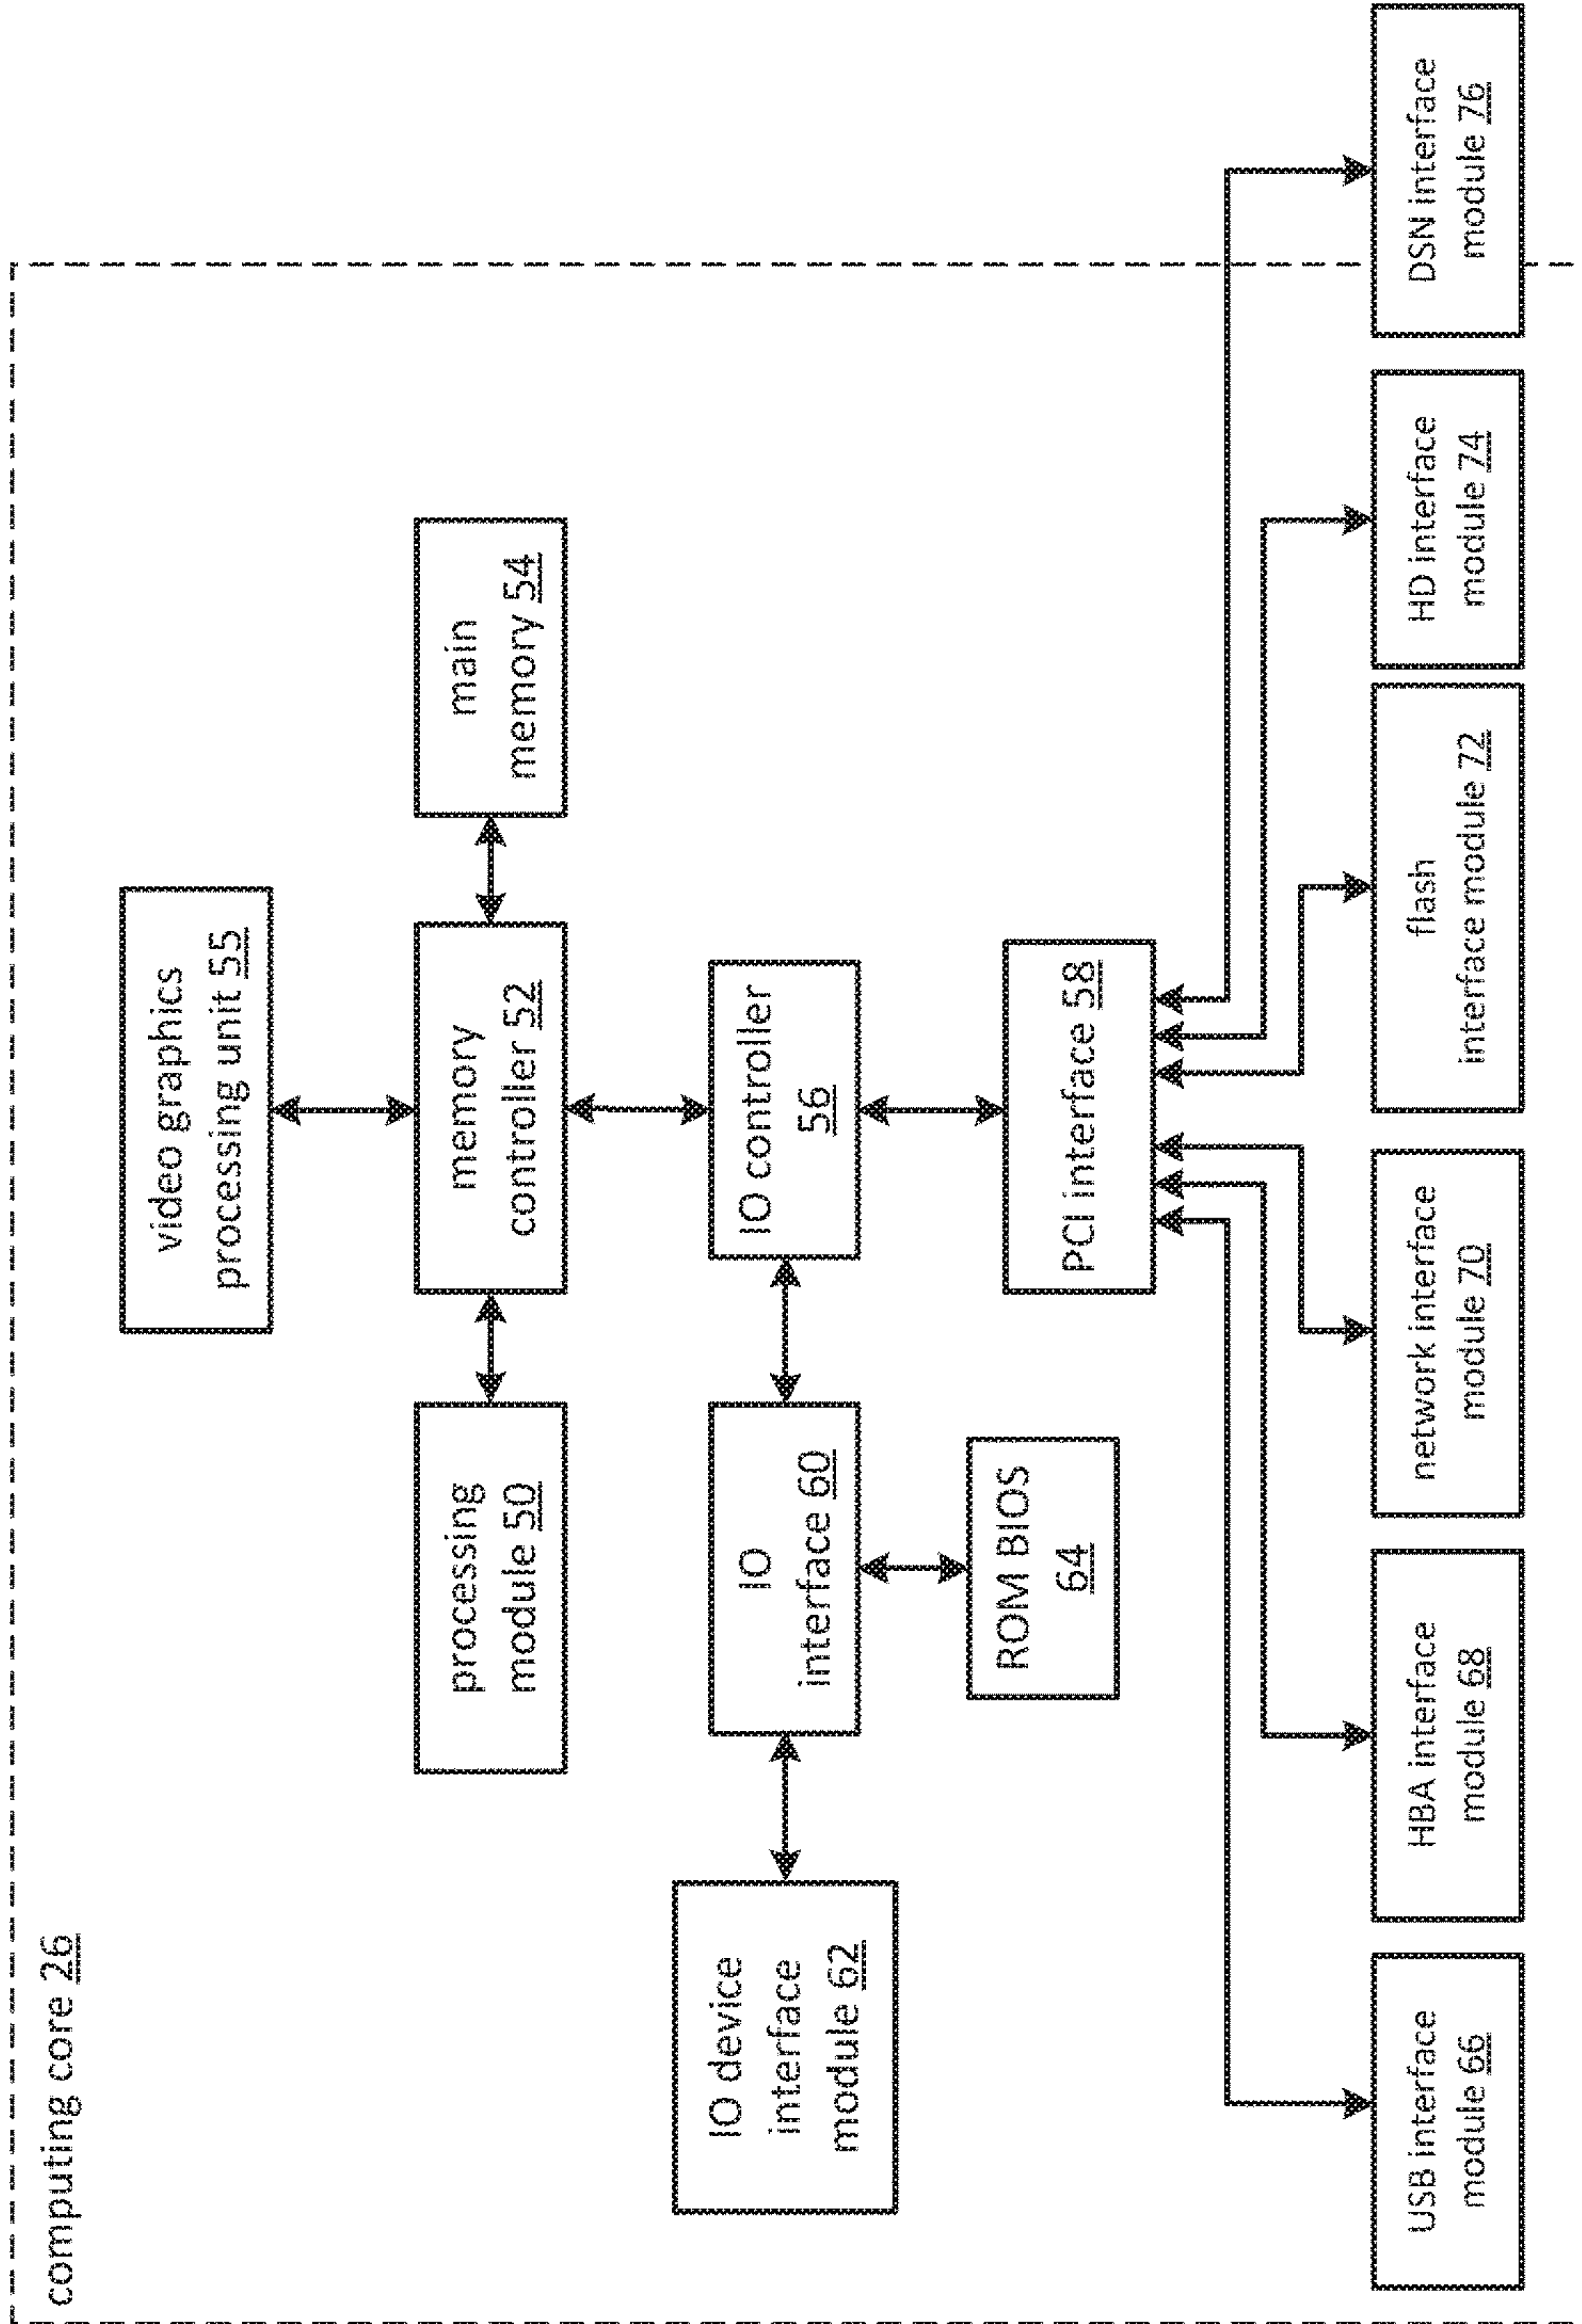 computing core 26
video graphics
processing unit 55
processing
module 50
memory
controller 52
main
memory 54
IO device
interface
module 62
IO
interface 60
IO controller
56
ROM BIOS
64
PCI interface 58
USB interface
module 66
HBA interface
module 68
network interface
module 70
flash
interface module 72
HD interface
module 74
DSN interface
module 76